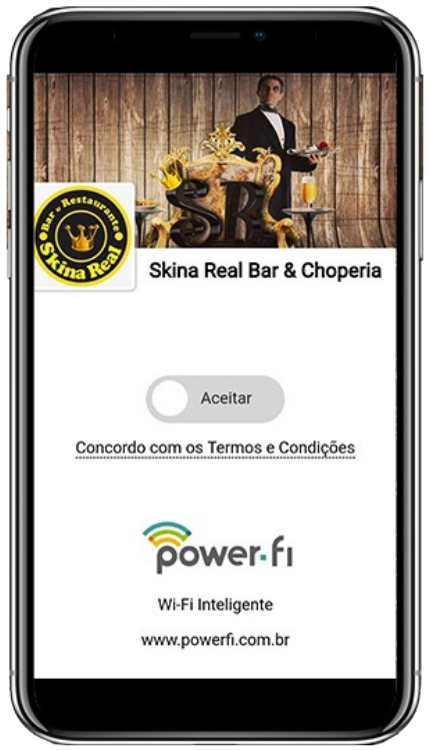 SR
Bar e Restaurante
Skina Real
Skina Real Bar & Choperia
Aceitar
Concordo com os Termos e Condições
power-fi
Wi-Fi Inteligente
www.powerfi.com.br